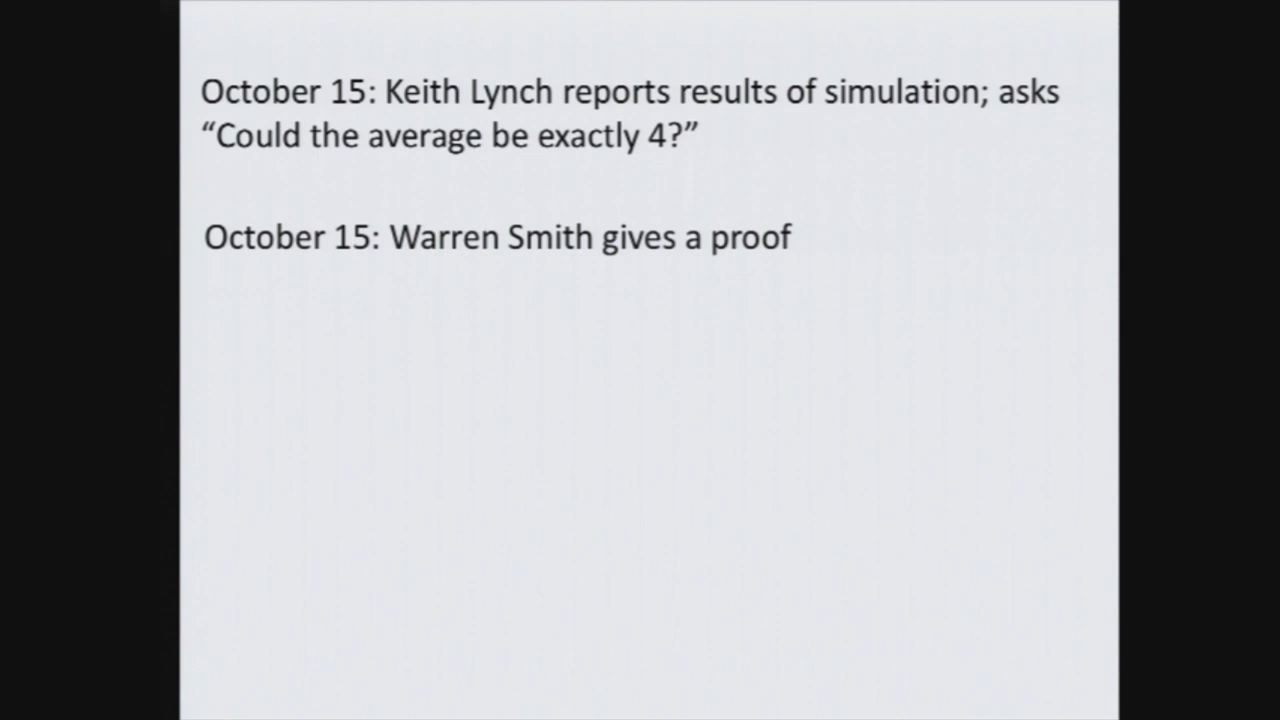 October 15: Keith Lynch reports results of simulation; asks
“Could the average be exactly 4?”
October 15: Warren Smith gives a proof